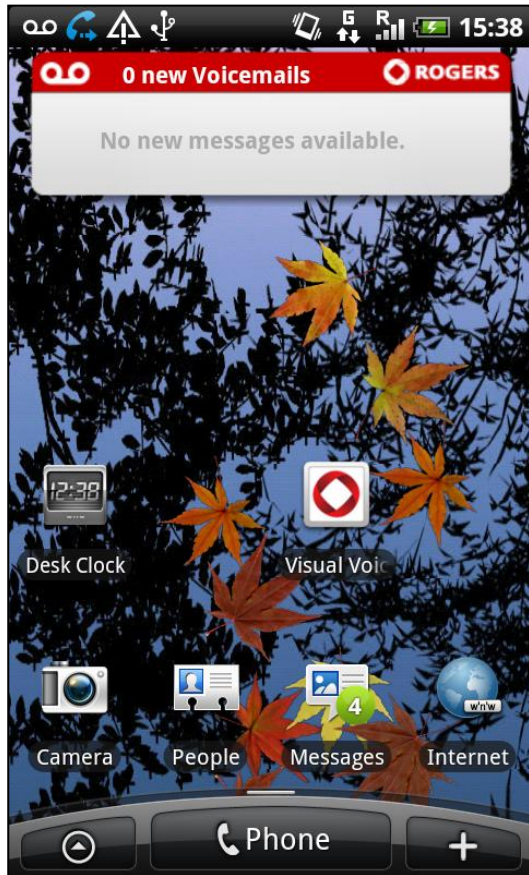 G R 15:38
0 new Voicemails ROGERS
No new messages available.
12:38
Desk Clock Visual Voic
4
w'n'w
Camera People Messages Internet
Phone